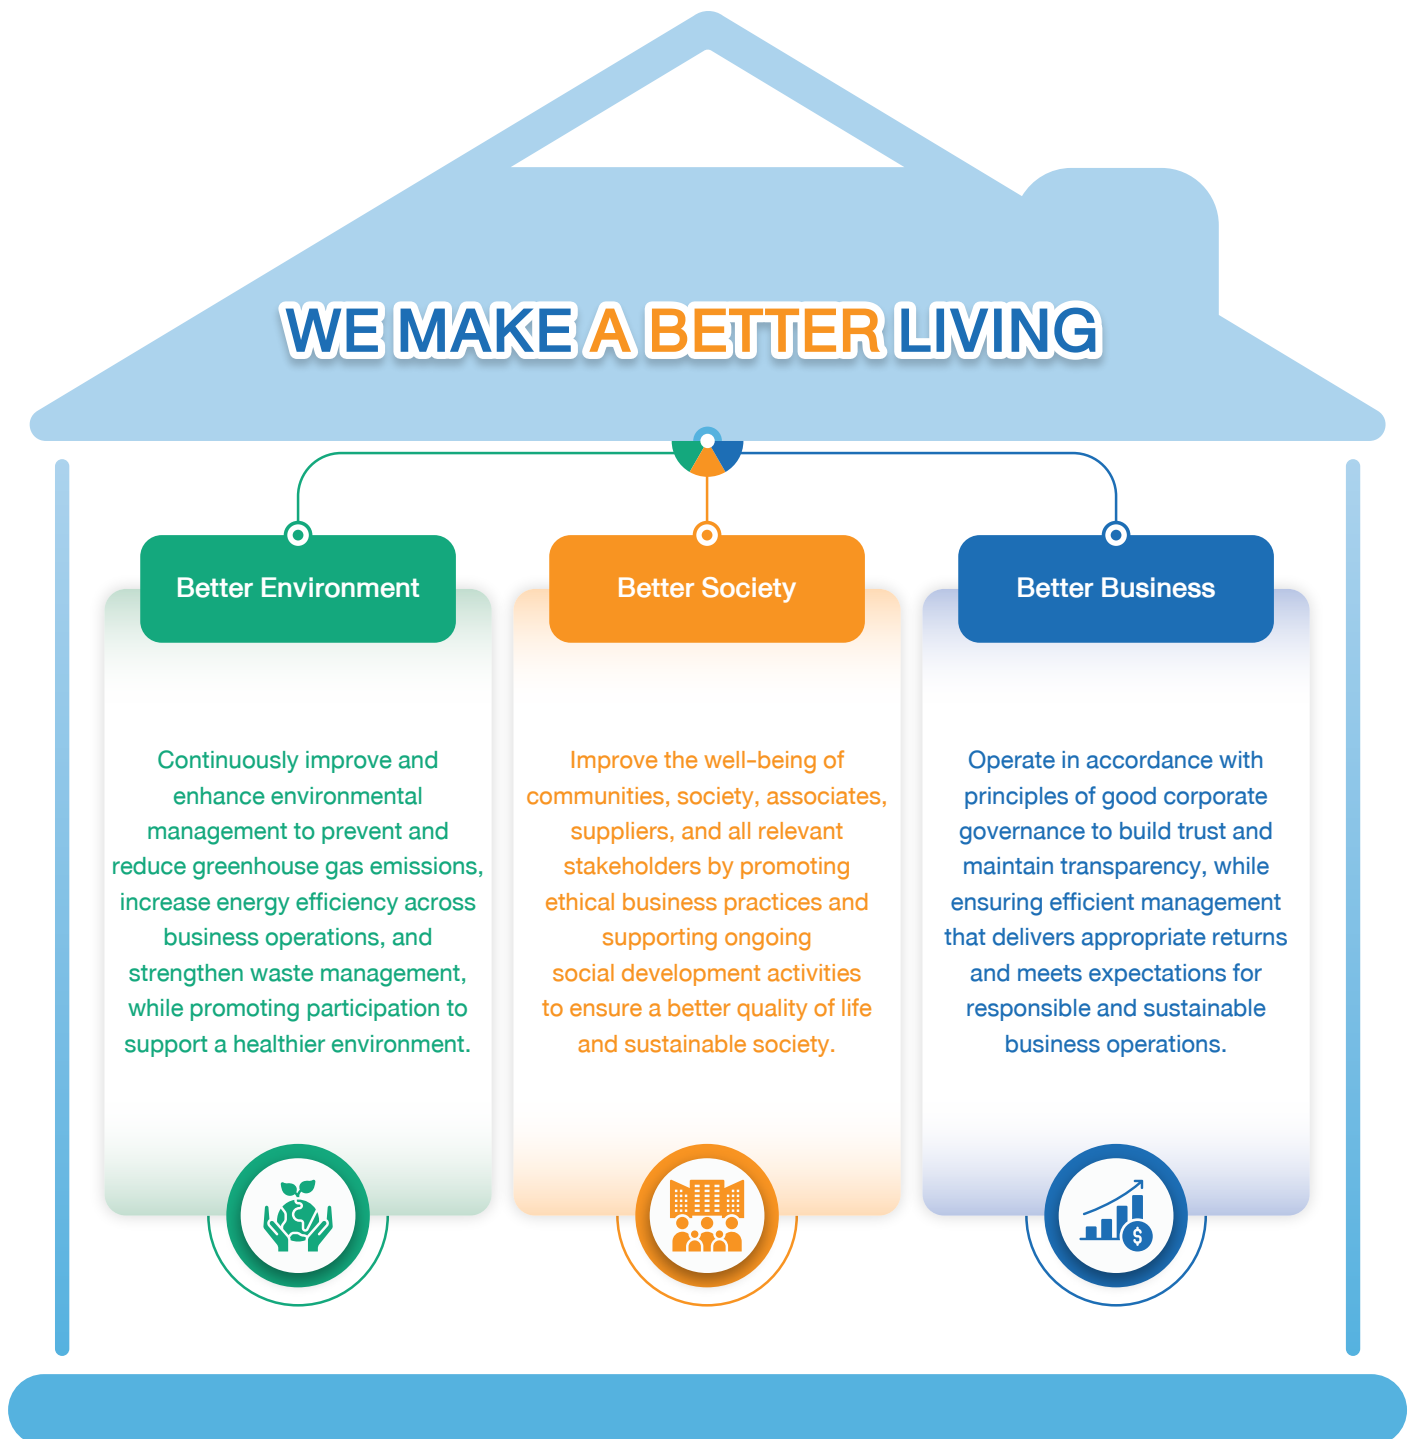 WE MAKE A BETTER LIVING
Better Environment
Continuously improve and
enhance environmental
management to prevent and
reduce greenhouse gas emissions,
increase energy efficiency across
business operations, and
strengthen waste management,
while promoting participation to
support a healthier environment.
Better Society
Improve the well-being of
communities, society, associates,
suppliers, and all relevant
stakeholders by promoting
ethical business practices and
supporting ongoing
social development activities
to ensure a better quality of life
and sustainable society.
Better Business
Operate in accordance with
principles of good corporate
governance to build trust and
maintain transparency, while
ensuring efficient management
that delivers appropriate returns
and meets expectations for
responsible and sustainable
business operations.
$